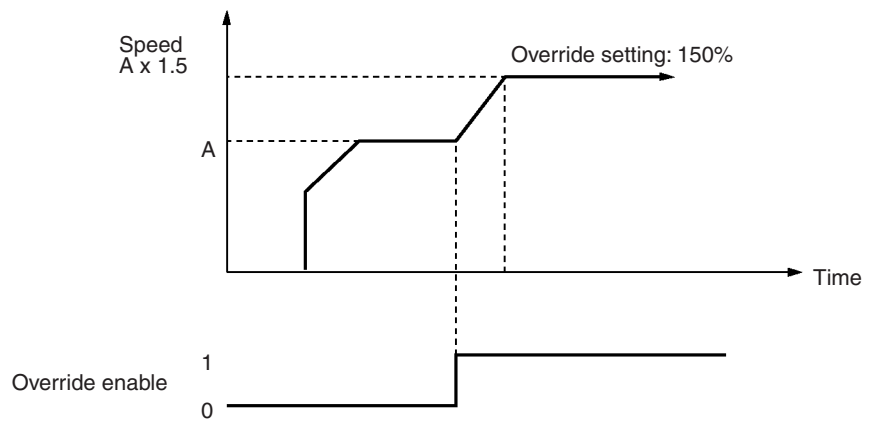 Speed
A x 1.5
Override setting: 150%
A
Time
1
Override enable
0